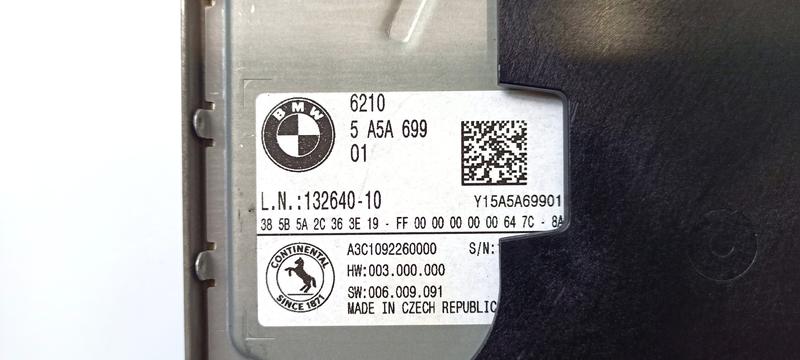 BMW
6210
5 A5A 699
01
L.N.:132640-10
Y15A5A69901
38 5B 5A 2C 36 3E 19 - FF 00 00 00 00 00 64 7C - 8A
CONTINENTAL
SINCE 1871
A3C1092260000 S/N:
HW:003.000.000
SW:006.009.091
MADE IN CZECH REPUBLIC